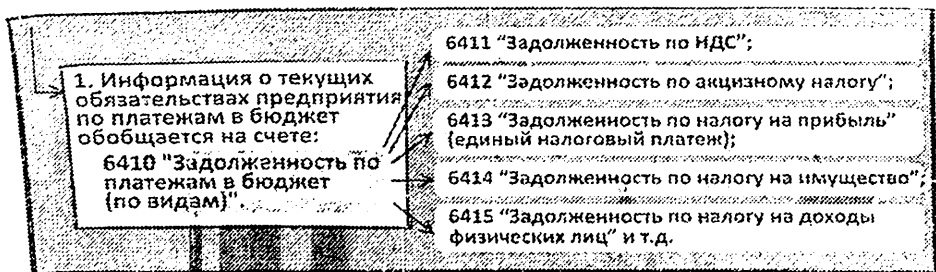 1. Информация о текущих
обязательствах предприятия
по платежам в бюджет
обобщается на счете:
6410 "Задолженность по
платежам в бюджет
(по видам)".
6411 "Задолженность по НДС";
6412 "Задолженность по акцизному налогу";
6413 "Задолженность по налогу на прибыль"
(единый налоговый платеж);
6414 "Задолженность по налогу на имущество";
6415 "Задолженность по налогу на доходы
физических лиц" и т.д.